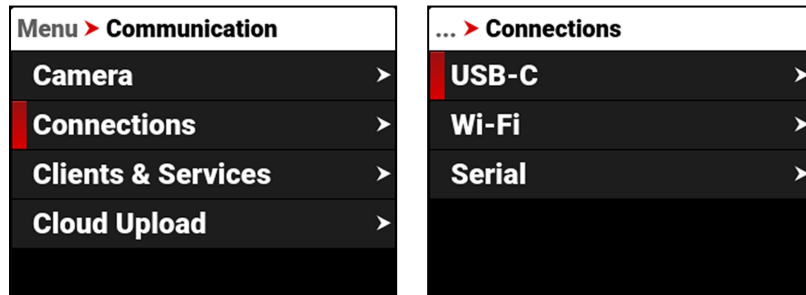 Menu > Communication
Camera
Connections
Clients & Services
Cloud Upload
... > Connections
USB-C
Wi-Fi
Serial